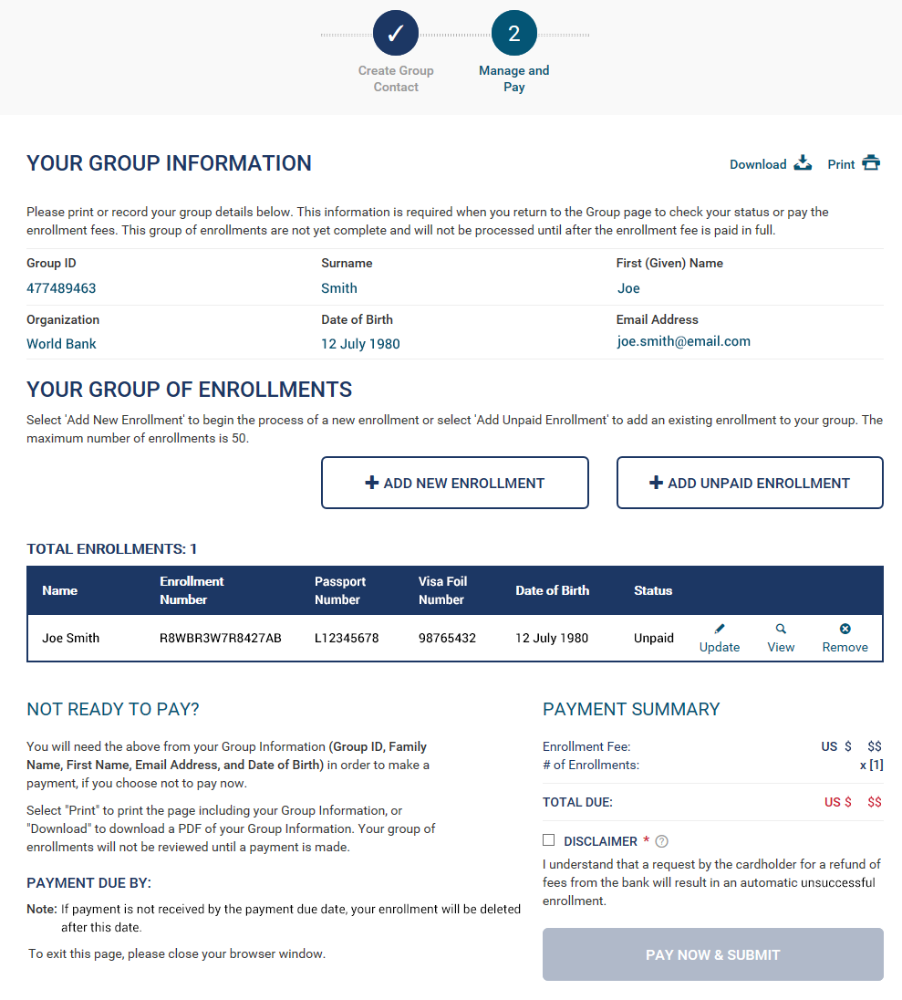 ✓ 2
Create Group Contact
Manage and Pay
YOUR GROUP INFORMATION
Download Print
Please print or record your group details below. This information is required when you return to the Group page to check your status or pay the
enrollment fees. This group of enrollments are not yet complete and will not be processed until after the enrollment fee is paid in full.
Group ID Surname First (Given) Name
477489463 Smith Joe
Organization Date of Birth Email Address
World Bank 12 July 1980 joe.smith@email.com
YOUR GROUP OF ENROLLMENTS
Select 'Add New Enrollment' to begin the process of a new enrollment or select 'Add Unpaid Enrollment' to add an existing enrollment to your group. The
maximum number of enrollments is 50.
+ ADD NEW ENROLLMENT + ADD UNPAID ENROLLMENT
TOTAL ENROLLMENTS: 1
Name Enrollment Number Passport Number Visa Foil Number Date of Birth Status
Joe Smith R8WBR3W7R8427AB L12345678 98765432 12 July 1980 Unpaid Update View Remove
NOT READY TO PAY?
You will need the above from your Group Information (Group ID, Family
Name, First Name, Email Address, and Date of Birth) in order to make a
payment, if you choose not to pay now.
Select "Print" to print the page including your Group Information, or
"Download" to download a PDF of your Group Information. Your group of
enrollments will not be reviewed until a payment is made.
PAYMENT DUE BY:
Note: If payment is not received by the payment due date, your enrollment will be deleted
after this date.
To exit this page, please close your browser window.
PAYMENT SUMMARY
Enrollment Fee: US $ $$
# of Enrollments: x [1]
TOTAL DUE: US $ $$
DISCLAIMER * ?
I understand that a request by the cardholder for a refund of
fees from the bank will result in an automatic unsuccessful
enrollment.
PAY NOW & SUBMIT